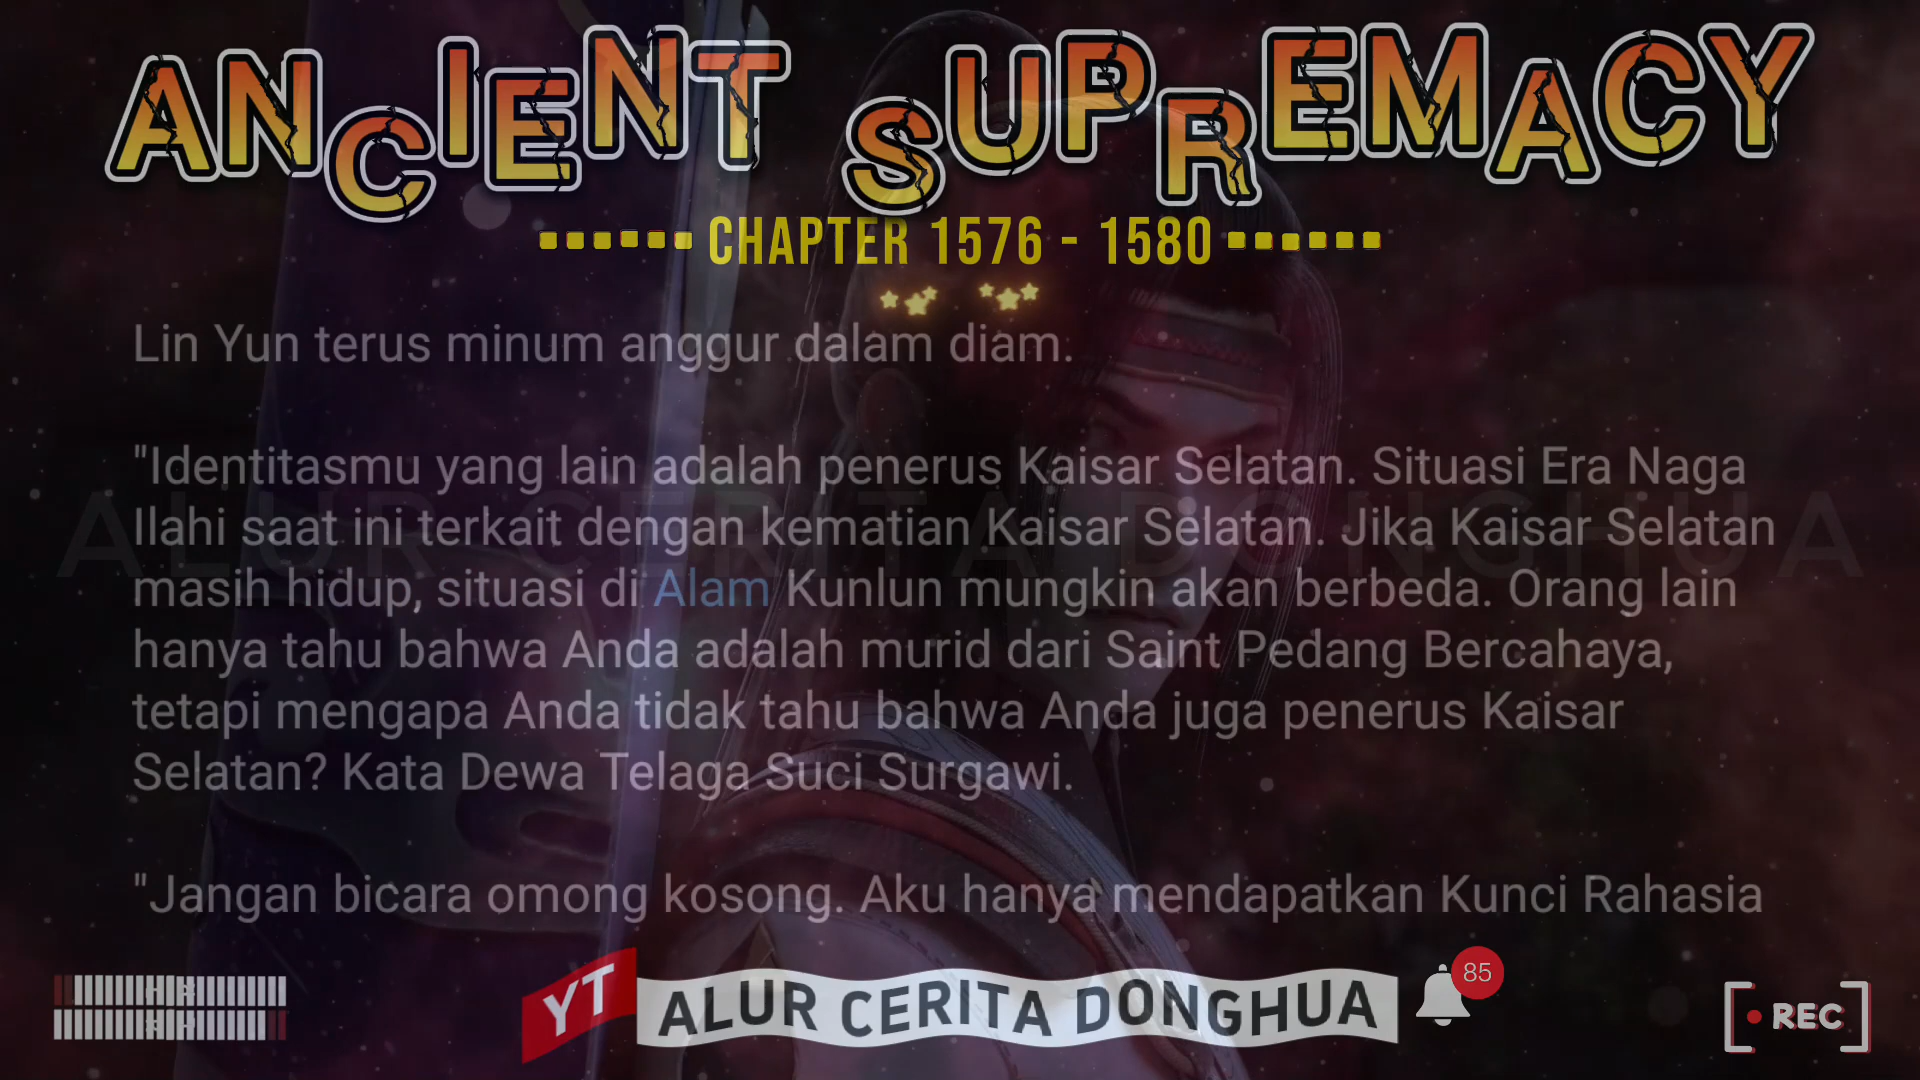 ANCIENT SUPREMACY
CHAPTER 1576 - 1580
Lin Yun terus minum anggur dalam diam.
"Identitasmu yang lain adalah penerus Kaisar Selatan. Situasi Era Naga
Ilahi saat ini terkait dengan kematian Kaisar Selatan. Jika Kaisar Selatan
masih hidup, situasi di Alam Kunlun mungkin akan berbeda. Orang lain
hanya tahu bahwa Anda adalah murid dari Saint Pedang Bercahaya,
tetapi mengapa Anda tidak tahu bahwa Anda juga penerus Kaisar
Selatan? Kata Dewa Telaga Suci Surgawi.
ALUR CERITA DONGHUA
"Jangan bicara omong kosong. Aku hanya mendapatkan Kunci Rahasia
YT ALUR CERITA DONGHUA
85
REC